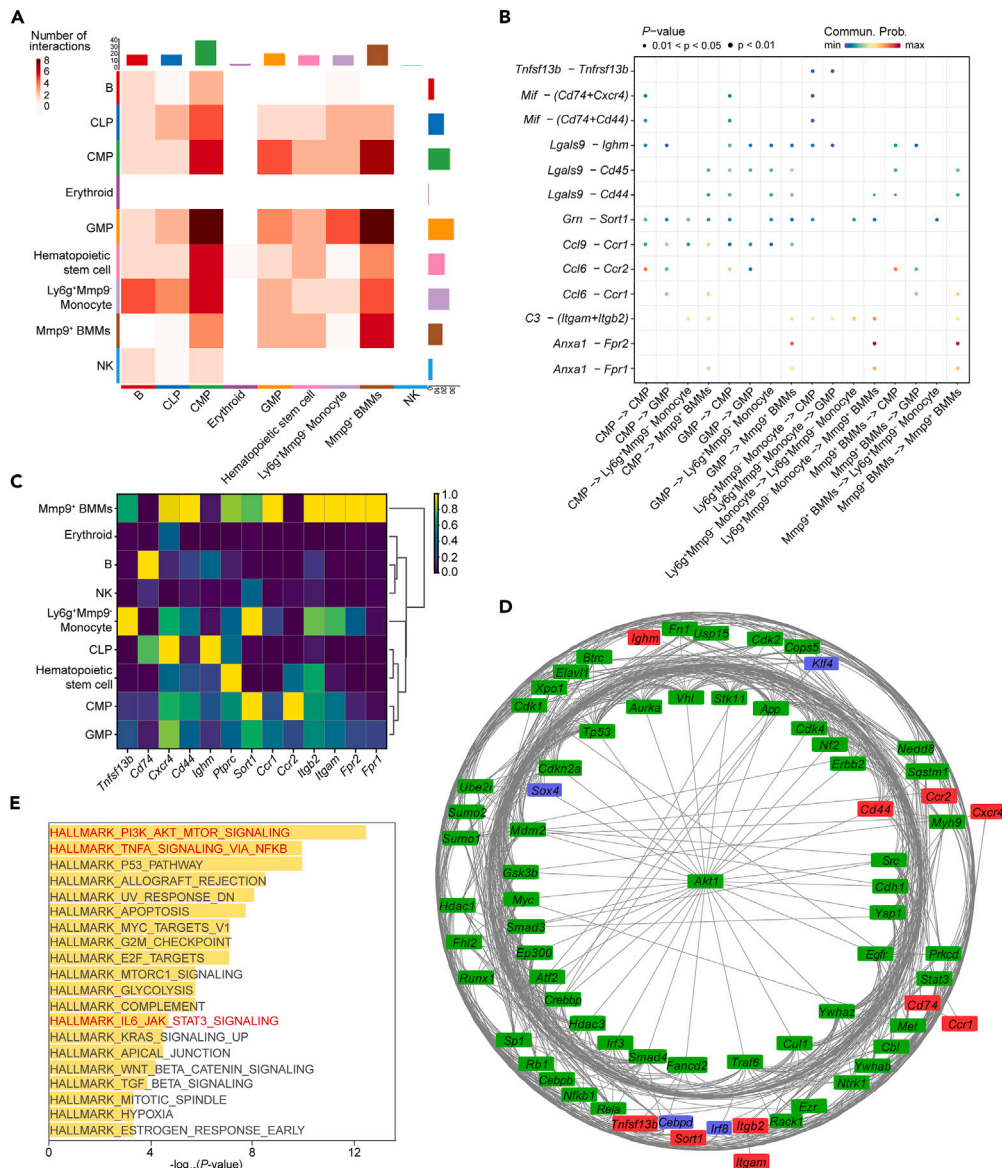 A
Number of
interactions
8
6
4
2
0
40
30
20
10
0
B
CLP
CMP
Erythroid
GMP
Hematopoietic
stem cell
Ly6g⁺Mmp9⁻
Monocyte
Mmp9⁺ BMMs
NK
0
10
20
30
B
CLP
CMP
Erythroid
GMP
Hematopoietic stem cell
Ly6g⁺Mmp9⁻ Monocyte
Mmp9⁺ BMMs
NK
B
P-value
0.01 < p < 0.05
p < 0.01
Commun. Prob.
min
max
Tnfsf13b – Tnfrsf13b
Mif – (Cd74+Cxcr4)
Mif – (Cd74+Cd44)
Lgals9 – Ighm
Lgals9 – Cd45
Lgals9 – Cd44
Grn – Sort1
Ccl9 – Ccr1
Ccl6 – Ccr2
Ccl6 – Ccr1
C3 – (Itgam+Itgb2)
Anxa1 – Fpr2
Anxa1 – Fpr1
CMP –> CMP
CMP –> GMP
CMP –> Ly6g⁺Mmp9⁻ Monocyte
CMP –> Mmp9⁺ BMMs
GMP –> CMP
GMP –> GMP
GMP –> Ly6g⁺Mmp9⁻ Monocyte
GMP –> Mmp9⁺ BMMs
Ly6g⁺Mmp9⁻ Monocyte –> CMP
Ly6g⁺Mmp9⁻ Monocyte –> GMP
Ly6g⁺Mmp9⁻ Monocyte –> Ly6g⁺Mmp9⁻ Monocyte
Ly6g⁺Mmp9⁻ Monocyte –> Mmp9⁺ BMMs
Mmp9⁺ BMMs –> CMP
Mmp9⁺ BMMs –> GMP
Mmp9⁺ BMMs –> Ly6g⁺Mmp9⁻ Monocyte
Mmp9⁺ BMMs –> Mmp9⁺ BMMs
C
Mmp9⁺ BMMs
Erythroid
B
NK
Ly6g⁺Mmp9⁻
Monocyte
CLP
Hematopoietic
stem cell
CMP
GMP
1.0
0.8
0.6
0.4
0.2
0.0
Tnfsf13b
Cd74
Cxcr4
Cd44
Ighm
Ptprc
Sort1
Ccr1
Ccr2
Itgb2
Itgam
Fpr2
Fpr1
D
Ighm
Fn1
Usp15
Cdk2
Cops5
Klf4
Btrc
Elavl1
Xpo1
Cdk1
Vhl
Stk11
App
Aurka
Tp53
Cdk4
Nf2
Erbb2
Nedd8
Sqstm1
Ccr2
Cxcr4
Myh9
Cdkn2a
Sox4
Cd44
Ube2i
Sumo2
Sumo1
Mdm2
Src
Gsk3b
Akt1
Cdh1
Myc
Yap1
Hdac1
Smad3
Fhl2
Ep300
Egfr
Prkcd
Runx1
Atf2
Stat3
Crebbp
Cd74
Ccr1
Ywhaz
Met
Hdac3
Cul1
Cbl
Sp1
Irf3
Ywhab
Rb1
Smad4
Fancd2
Traf6
Ntrk1
Cebpb
Nfkb1
Rela
Ezr
Rack1
Tnfsf13b
Cebpd
Sort1
Irf8
Itgb2
Itgam
E
HALLMARK_PI3K_AKT_MTOR_SIGNALING
HALLMARK_TNFA_SIGNALING_VIA_NFKB
HALLMARK_P53_PATHWAY
HALLMARK_ALLOGRAFT_REJECTION
HALLMARK_UV_RESPONSE_DN
HALLMARK_APOPTOSIS
HALLMARK_MYC_TARGETS_V1
HALLMARK_G2M_CHECKPOINT
HALLMARK_E2F_TARGETS
HALLMARK_MTORC1_SIGNALING
HALLMARK_GLYCOLYSIS
HALLMARK_COMPLEMENT
HALLMARK_IL6_JAK_STAT3_SIGNALING
HALLMARK_KRAS_SIGNALING_UP
HALLMARK_APICAL_JUNCTION
HALLMARK_WNT_BETA_CATENIN_SIGNALING
HALLMARK_TGF_BETA_SIGNALING
HALLMARK_MITOTIC_SPINDLE
HALLMARK_HYPOXIA
HALLMARK_ESTROGEN_RESPONSE_EARLY
0
4
8
12